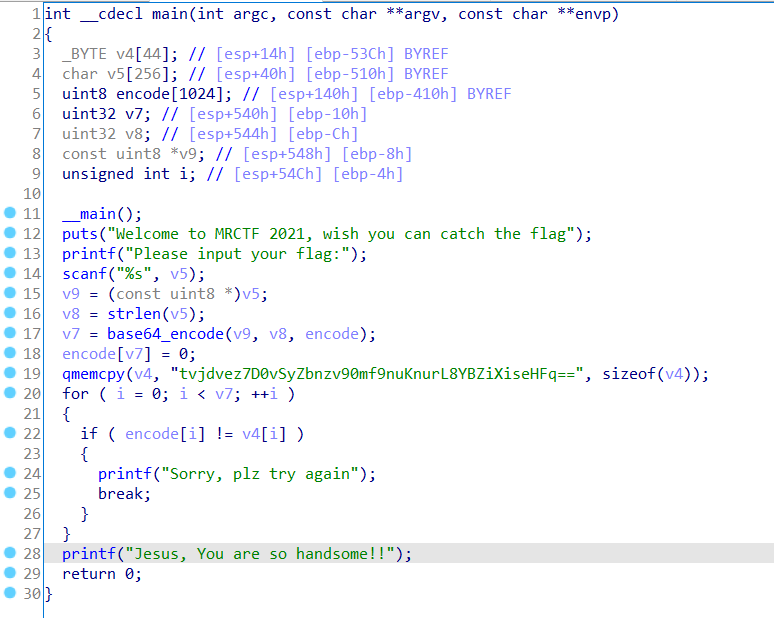 1 int __cdecl main(int argc, const char **argv, const char **envp)
2 {
3   _BYTE v4[44]; // [esp+14h] [ebp-53Ch] BYREF
4   char v5[256]; // [esp+40h] [ebp-510h] BYREF
5   uint8 encode[1024]; // [esp+140h] [ebp-410h] BYREF
6   uint32 v7; // [esp+540h] [ebp-10h]
7   uint32 v8; // [esp+544h] [ebp-Ch]
8   const uint8 *v9; // [esp+548h] [ebp-8h]
9   unsigned int i; // [esp+54Ch] [ebp-4h]
10
11   __main();
12   puts("Welcome to MRCTF 2021, wish you can catch the flag");
13   printf("Please input your flag:");
14   scanf("%s", v5);
15   v9 = (const uint8 *)v5;
16   v8 = strlen(v5);
17   v7 = base64_encode(v9, v8, encode);
18   encode[v7] = 0;
19   qmemcpy(v4, "tvjdvez7D0vSyZbnzv90mf9nuKnurL8YBZiXiseHFq==", sizeof(v4));
20   for ( i = 0; i < v7; ++i )
21   {
22     if ( encode[i] != v4[i] )
23     {
24       printf("Sorry, plz try again");
25       break;
26     }
27   }
28   printf("Jesus, You are so handsome!!");
29   return 0;
30 }